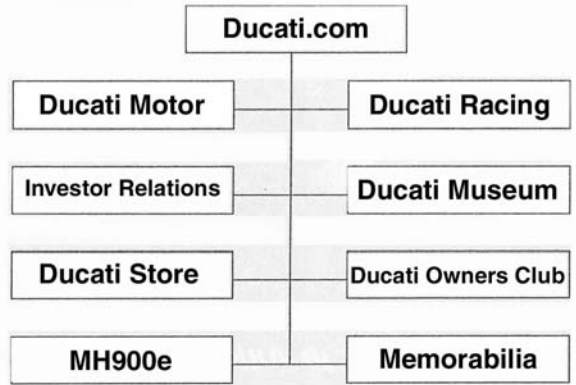 Ducati.com
Ducati Motor
Ducati Racing
Investor Relations
Ducati Museum
Ducati Store
Ducati Owners Club
MH900e
Memorabilia